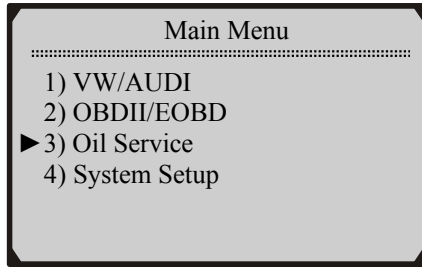 Main Menu
1) VW/AUDI
2) OBDII/EOBD
►3) Oil Service
4) System Setup